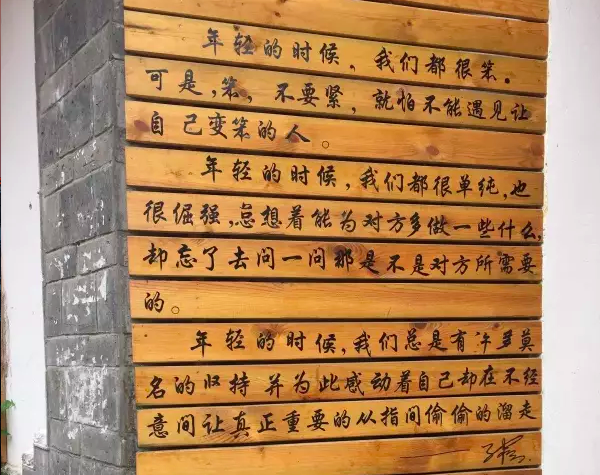 年轻的时候，我们都很笨。
可是，笨，不要紧，就怕不能遇见让
自己变笨的人。
年轻的时候，我们都很单纯，也
很倔强，总想着能为对方多做一些什么，
却忘了去问一问那是不是对方所需要
的。
年轻的时候，我们总是有许多莫
名的坚持并为此感动着自己却在不经
意间让真正重要的从指间偷偷的溜走